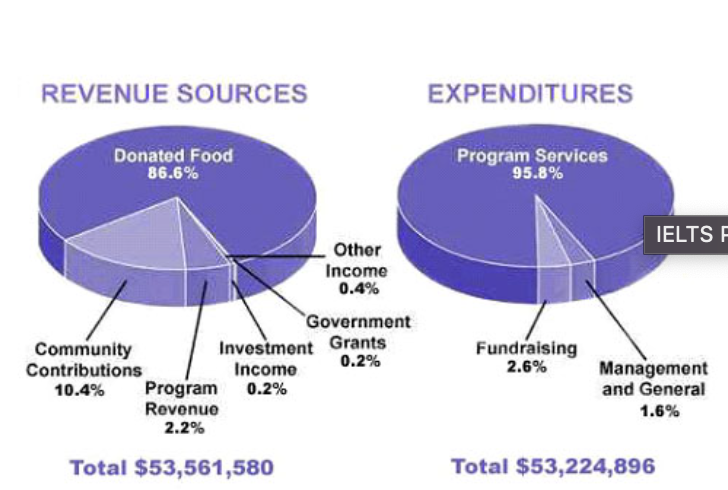 REVENUE SOURCES
Donated Food
86.6%
Other
Income
0.4%
Government
Grants
0.2%
Investment
Income
0.2%
Program
Revenue
2.2%
Community
Contributions
10.4%
Total $53,561,580
EXPENDITURES
Program Services
95.8%
IELTS
Fundraising
2.6%
Management
and General
1.6%
Total $53,224,896